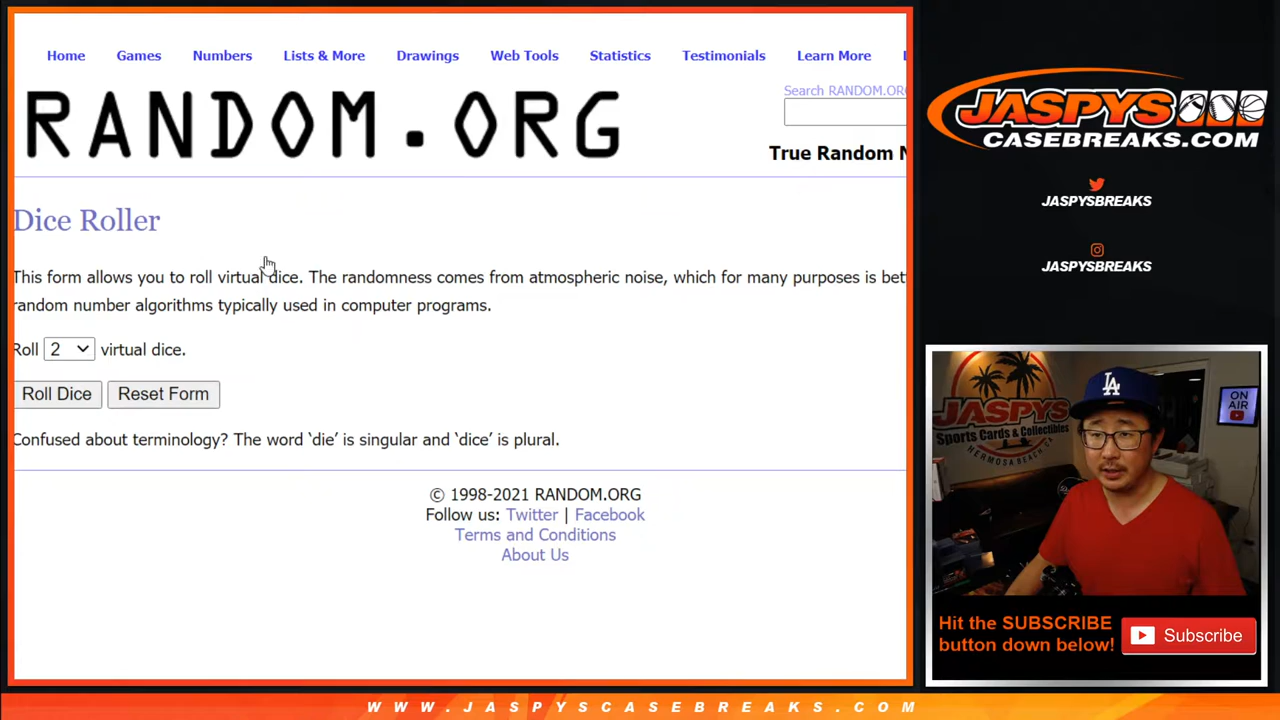 Home Games Numbers Lists & More Drawings Web Tools Statistics Testimonials Learn More
Search RANDOM.ORG
RANDOM.ORG
True Random N
Dice Roller
This form allows you to roll virtual dice. The randomness comes from atmospheric noise, which for many purposes is bet
random number algorithms typically used in computer programs.
Roll 2 virtual dice.
Roll Dice Reset Form
Confused about terminology? The word ‘die’ is singular and ‘dice’ is plural.
© 1998-2021 RANDOM.ORG
Follow us: Twitter | Facebook
Terms and Conditions
About Us
JASPYS
CASEBREAKS.COM
JASPYSBREAKS
JASPYSBREAKS
JASPYS
Sports Cards & Collectibles
HERMOSA BEACH, CA
LA
ON
AIR
Hit the SUBSCRIBE
button down below!
Subscribe
WWW.JASPYSCASEBREAKS.COM